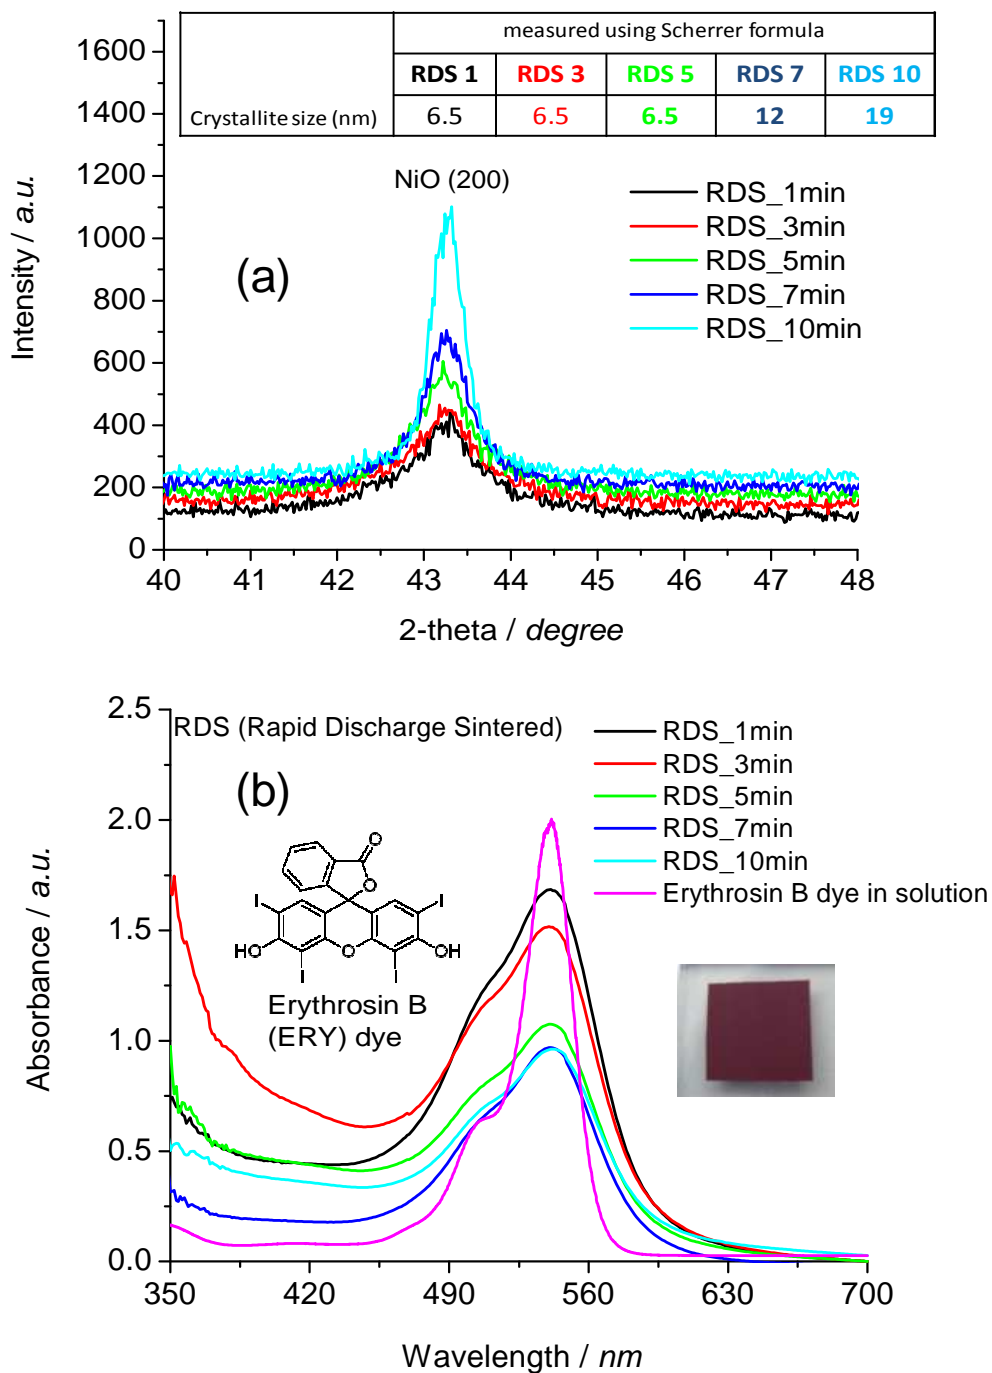 measured using Scherrer formula
RDS 1 RDS 3 RDS 5 RDS 7 RDS 10
Crystallite size (nm) 6.5 6.5 6.5 12 19
1600
1400
1200
1000
800
600
400
200
0
Intensity / a.u.
NiO (200)
(a)
RDS_1min
RDS_3min
RDS_5min
RDS_7min
RDS_10min
40 41 42 43 44 45 46 47 48
2-theta / degree
2.5
2.0
1.5
1.0
0.5
0.0
Absorbance / a.u.
RDS (Rapid Discharge Sintered)
(b)
RDS_1min
RDS_3min
RDS_5min
RDS_7min
RDS_10min
Erythrosin B dye in solution
O
O
I I
HO O OH
I I
Erythrosin B
(ERY) dye
350 420 490 560 630 700
Wavelength / nm